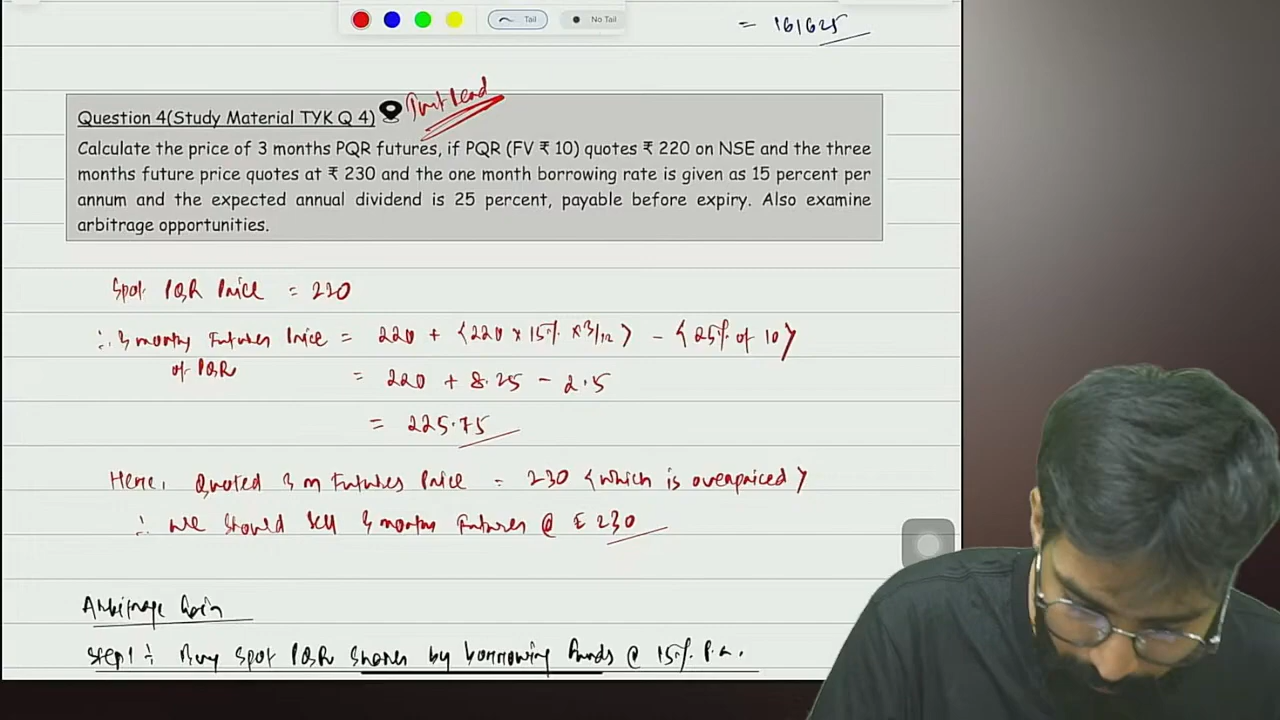 Tail
No Tail
= 161625
Question 4(Study Material TYK Q 4)
Calculate the price of 3 months PQR futures, if PQR (FV ₹ 10) quotes ₹ 220 on NSE and the three
months future price quotes at ₹ 230 and the one month borrowing rate is given as 15 percent per
annum and the expected annual dividend is 25 percent, payable before expiry. Also examine
arbitrage opportunities.
Spot PQR Price = 220
∴ 3 months Futures Price = 220 + <220 × 15% × 3/12> - <25% of 10>
of PQR
= 220 + 8.25 - 2.5
= 225.75
Here, Quoted 3 m Futures Price = 230 <which is overpriced>
∴ We should sell 3 months Futures @ ₹ 230
Arbitrage Gain
Step 1 : Buy Spot PQR Shares by borrowing Funds @ 15% P.a.